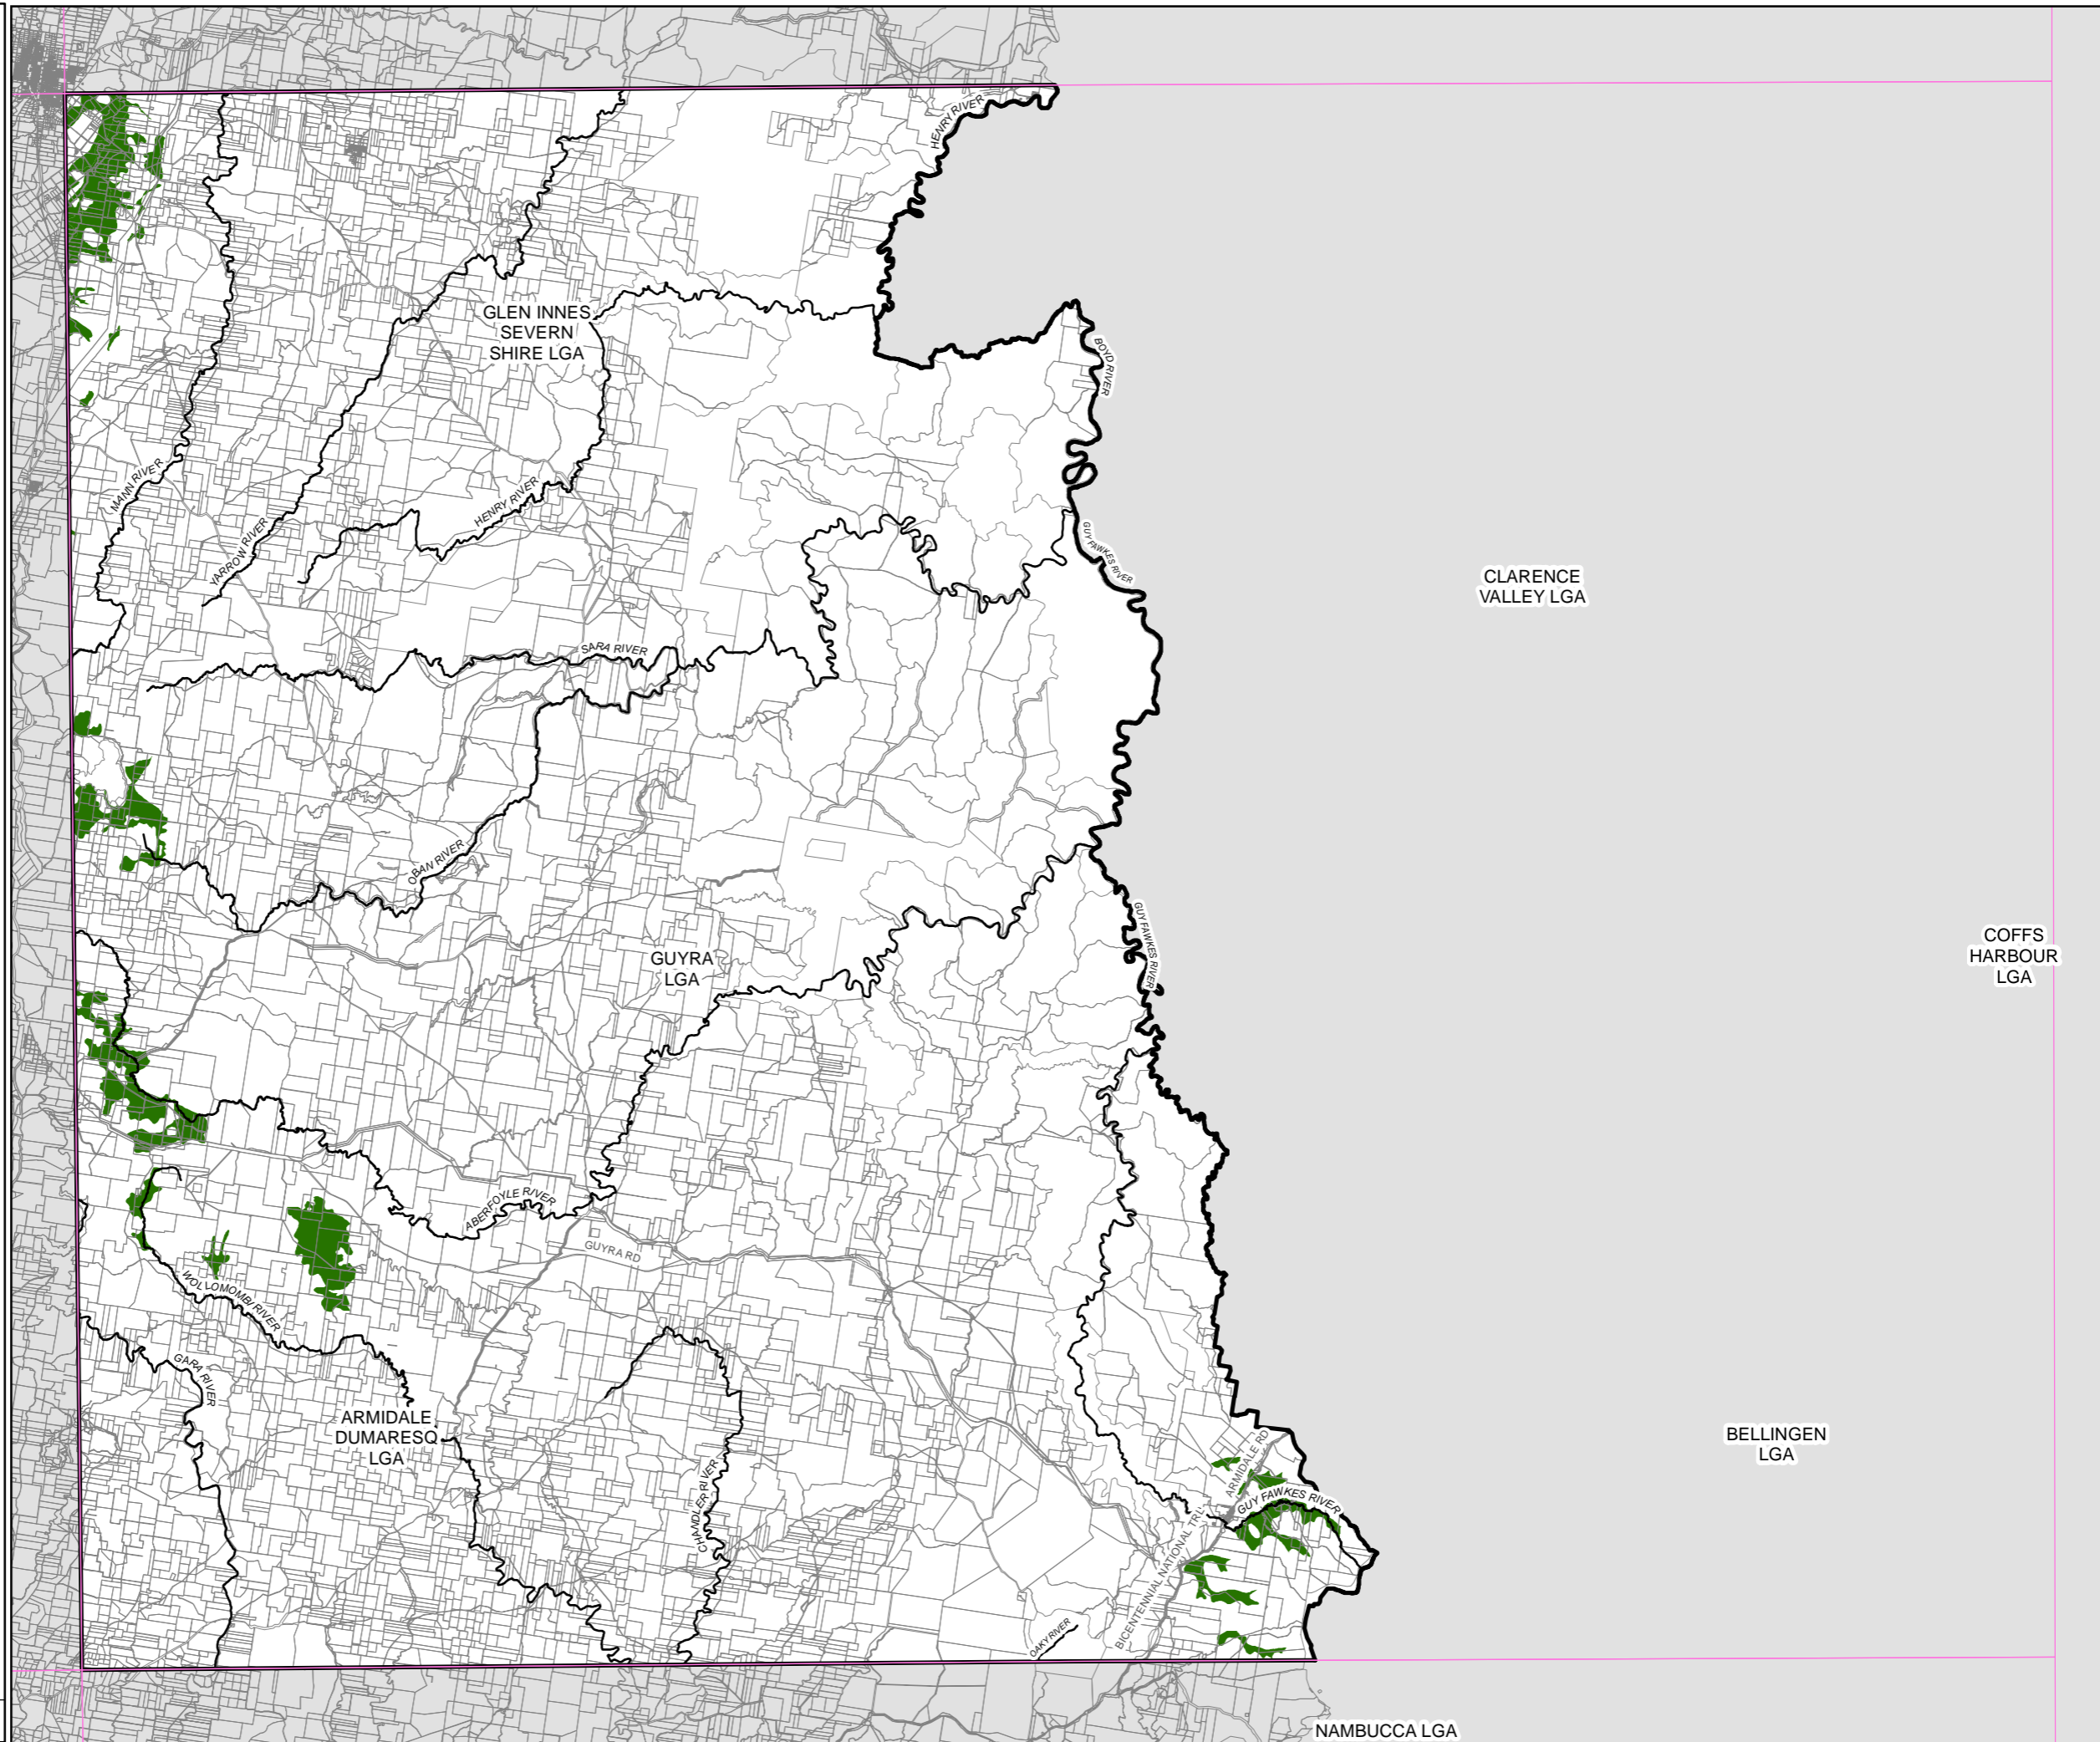 HENRY RIVER
GLEN INNES
SEVERN
SHIRE LGA
BOYD RIVER
MANN RIVER
HENRY RIVER
YARROW RIVER
GUY FAWKES RIVER
CLARENCE
VALLEY LGA
SARA RIVER
OBAN RIVER
GUYRA
LGA
GUY FAWKES RIVER
COFFS
HARBOUR
LGA
ABERFOYLE RIVER
GUYRA RD
WOLLOMOMBI RIVER
GARA RIVER
ARMIDALE
DUMARESQ
LGA
BELLINGEN
LGA
ARMIDALE RD
CHANDLER RIVER
GUY FAWKES RIVER
BICENTENNIAL NATIONAL TRL
OAKY RIVER
NAMBUCCA LGA